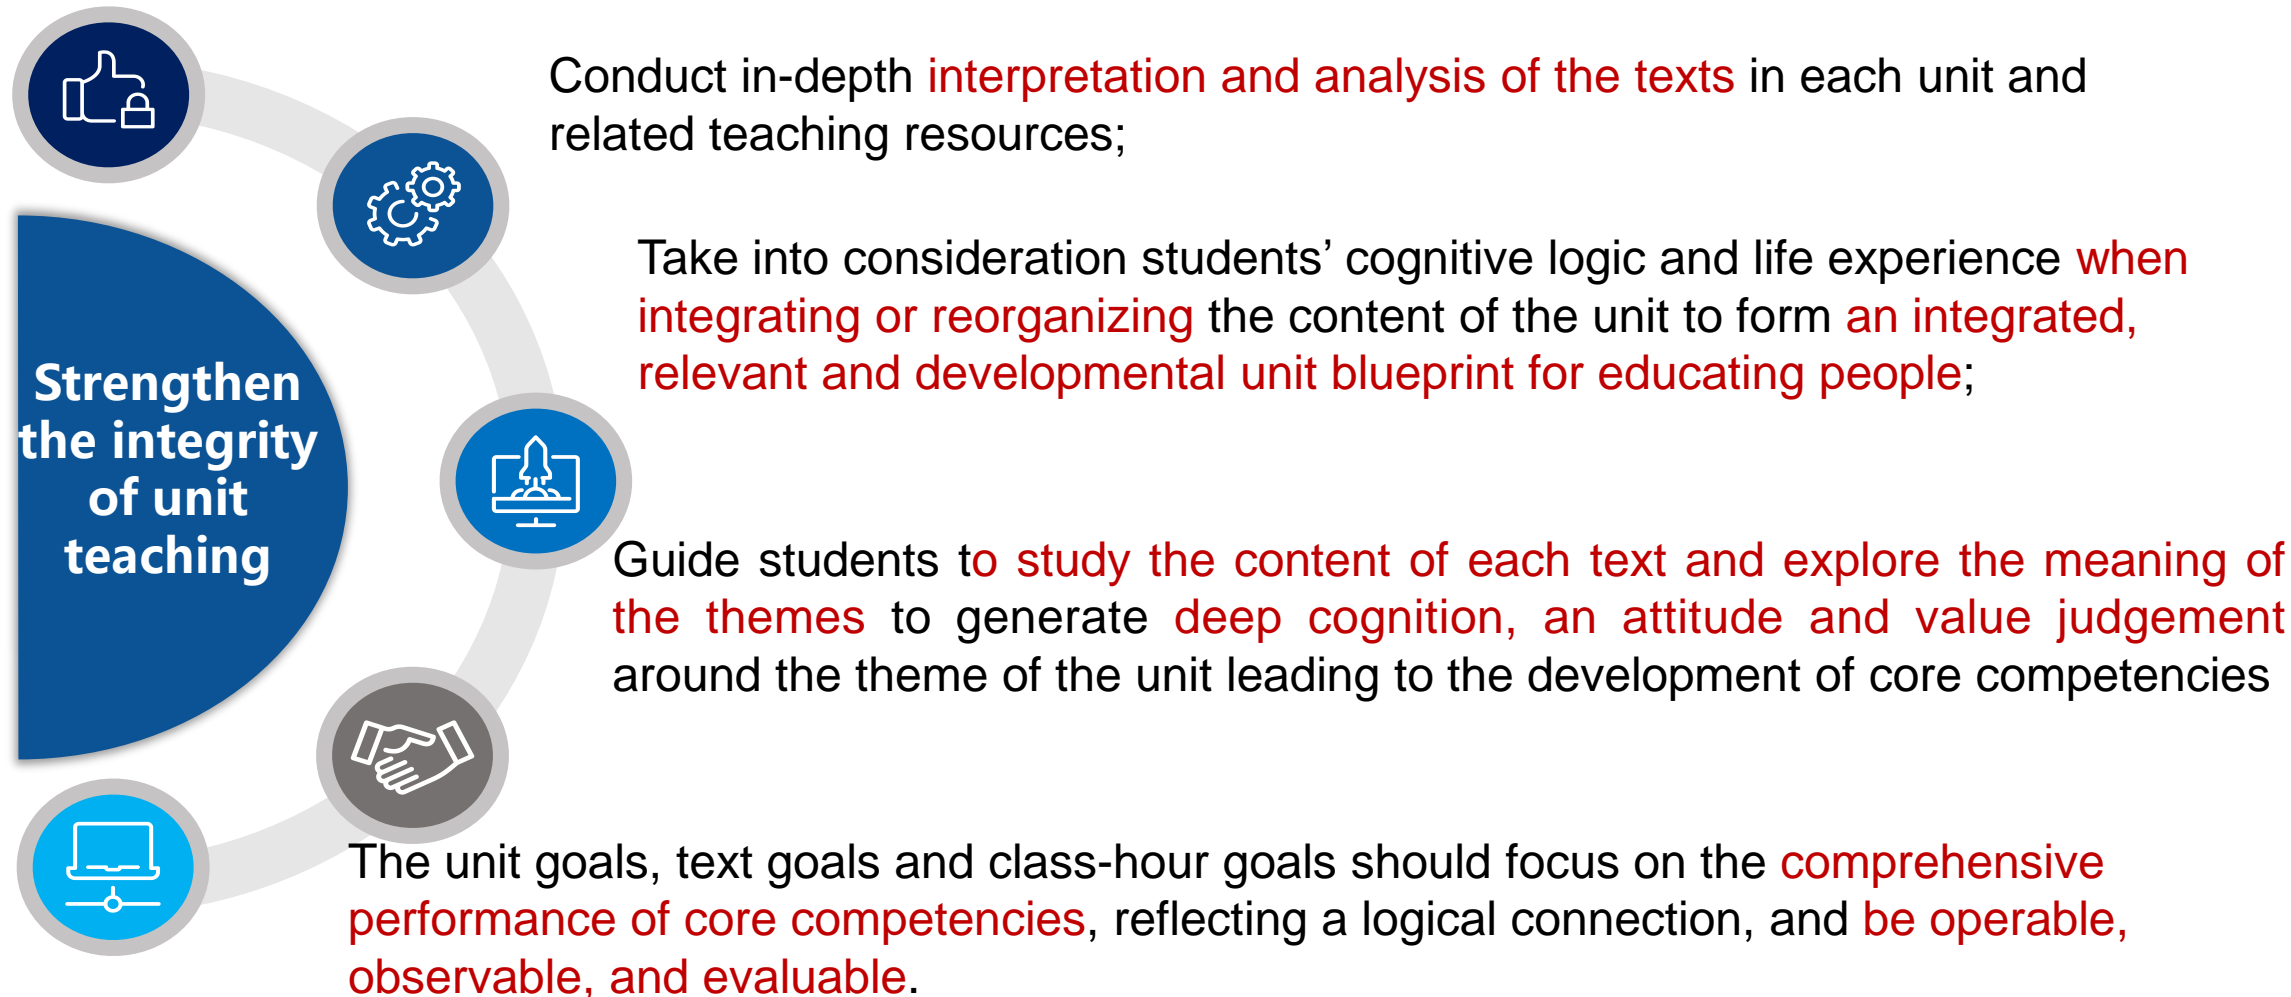 Conduct in-depth interpretation and analysis of the texts in each unit and
related teaching resources;
Take into consideration students’ cognitive logic and life experience when
integrating or reorganizing the content of the unit to form an integrated,
relevant and developmental unit blueprint for educating people;
Strengthen
the integrity
of unit
teaching
Guide students to study the content of each text and explore the meaning of
the themes to generate deep cognition, an attitude and value judgement
around the theme of the unit leading to the development of core competencies
The unit goals, text goals and class-hour goals should focus on the comprehensive
performance of core competencies, reflecting a logical connection, and be operable,
observable, and evaluable.